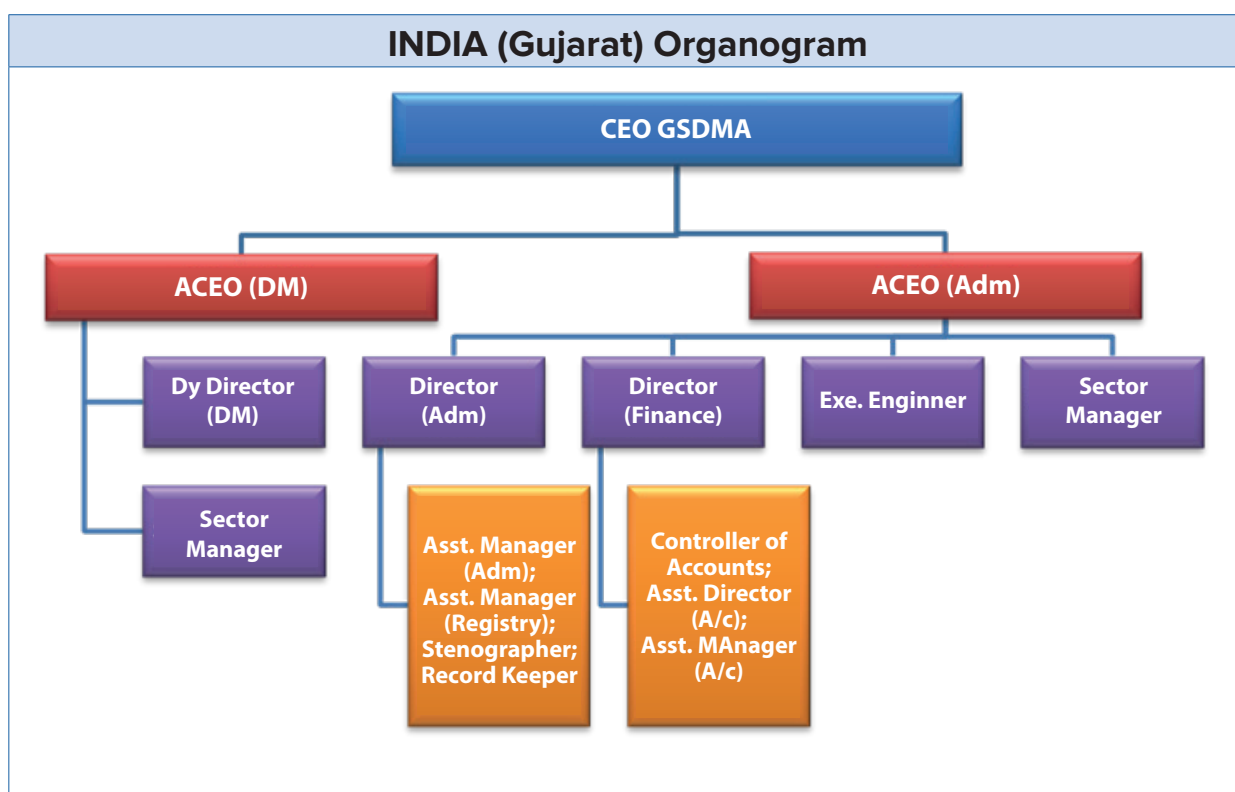 INDIA (Gujarat) Organogram
CEO GSDMA
ACEO (DM)
ACEO (Adm)
Dy Director
(DM)
Director
(Adm)
Director
(Finance)
Exe. Enginner
Sector
Manager
Sector
Manager
Asst. Manager
(Adm);
Asst. Manager
(Registry);
Stenographer;
Record Keeper
Controller of
Accounts;
Asst. Director
(A/c);
Asst. MAnager
(A/c)